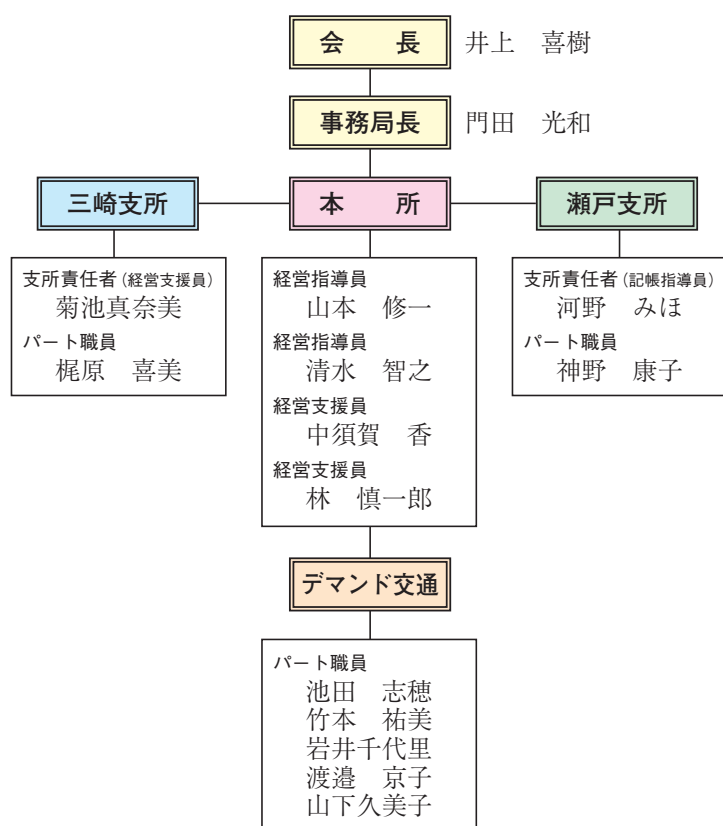 会　長　井上　喜樹
事務局長　門田　光和
三崎支所
支所責任者（経営支援員）
菊池真奈美
パート職員
梶原　喜美
本　所
経営指導員
山本　修一
経営指導員
清水　智之
経営支援員
中須賀　香
経営支援員
林　慎一郎
瀬戸支所
支所責任者（記帳指導員）
河野　みほ
パート職員
神野　康子
デマンド交通
パート職員
池田　志穂
竹本　祐美
岩井千代里
渡邉　京子
山下久美子